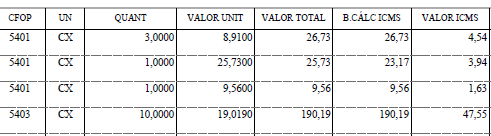 CFOP UN QUANT VALOR UNIT VALOR TOTAL B.CÁLC ICMS VALOR ICMS
5401 CX 3,0000 8,9100 26,73 26,73 4,54
5401 CX 1,0000 25,7300 25,73 23,17 3,94
5401 CX 1,0000 9,5600 9,56 9,56 1,63
5403 CX 10,0000 19,0190 190,19 190,19 47,55